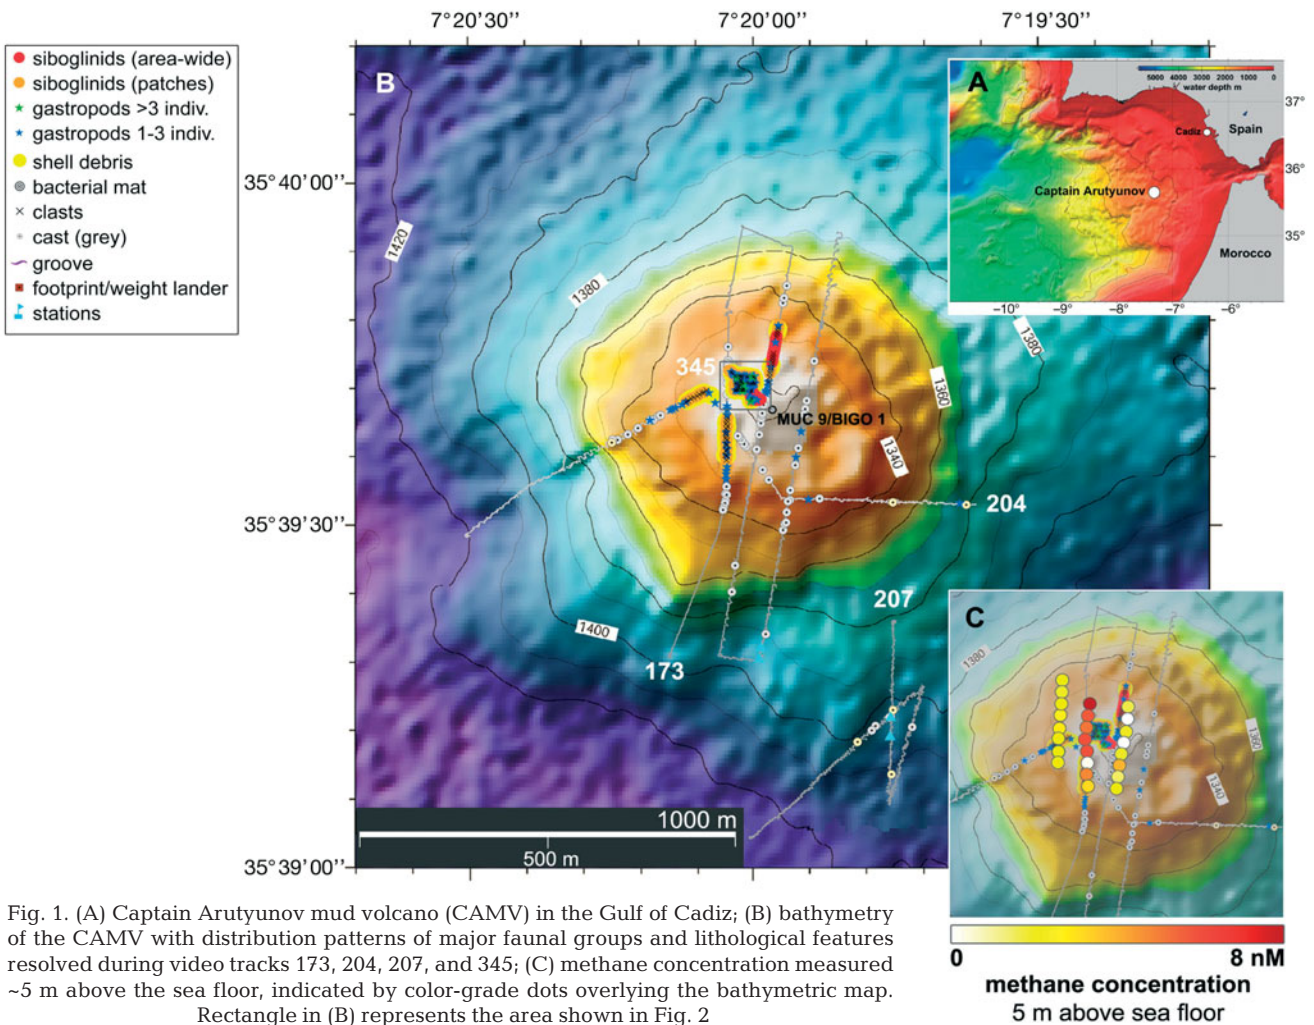 7°20’30’’ 7°20’00’’ 7°19’30’’
siboglinids (area-wide)
siboglinids (patches)
gastropods >3 indiv.
gastropods 1-3 indiv.
shell debris
bacterial mat
clasts
cast (grey)
groove
footprint/weight lander
stations
B
35°40’00’’
35°39’30’’
35°39’00’’
1420
1380
1380
1360
1340
1400
345
MUC 9/BIGO 1
204
207
173
1000 m
500 m
A
5000 4000 3000 2000 1000 0
water depth m
37°
36°
35°
Cadiz
Spain
Captain Arutyunov
Morocco
−10° −9° −8° −7° −6°
C
1380
1360
1340
0 8 nM
methane concentration
5 m above sea floor
Fig. 1. (A) Captain Arutyunov mud volcano (CAMV) in the Gulf of Cadiz; (B) bathymetry
of the CAMV with distribution patterns of major faunal groups and lithological features
resolved during video tracks 173, 204, 207, and 345; (C) methane concentration measured
~5 m above the sea floor, indicated by color-grade dots overlying the bathymetric map.
Rectangle in (B) represents the area shown in Fig. 2